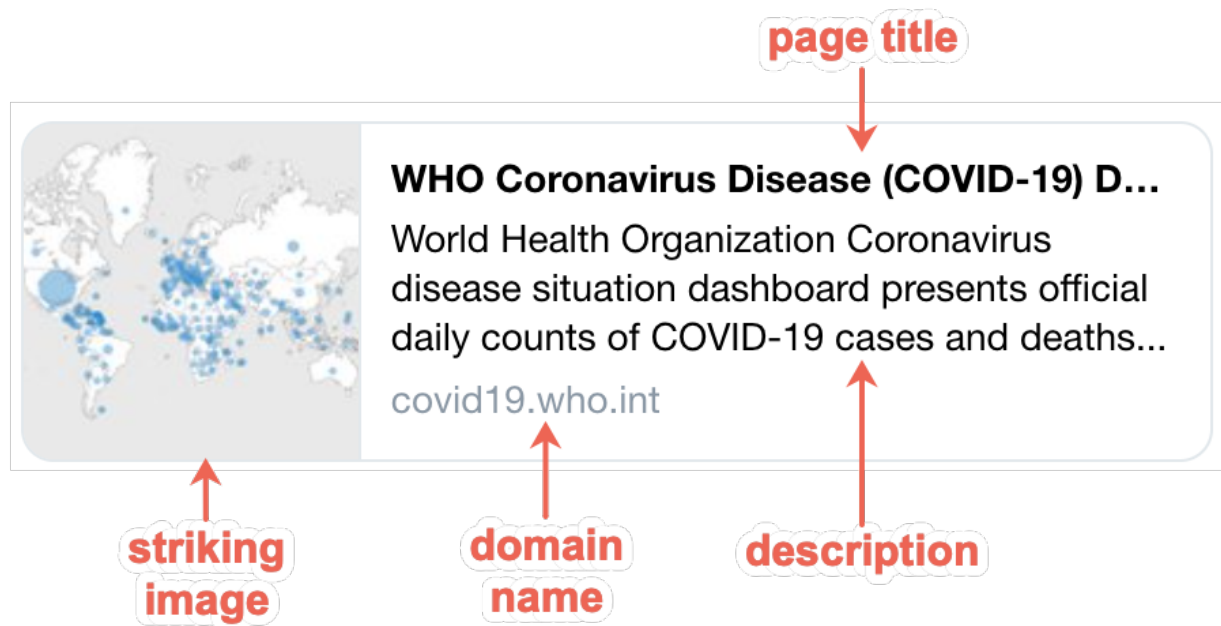 page title
WHO Coronavirus Disease (COVID-19) D...
World Health Organization Coronavirus
disease situation dashboard presents official
daily counts of COVID-19 cases and deaths...
covid19.who.int
striking
image
domain
name
description